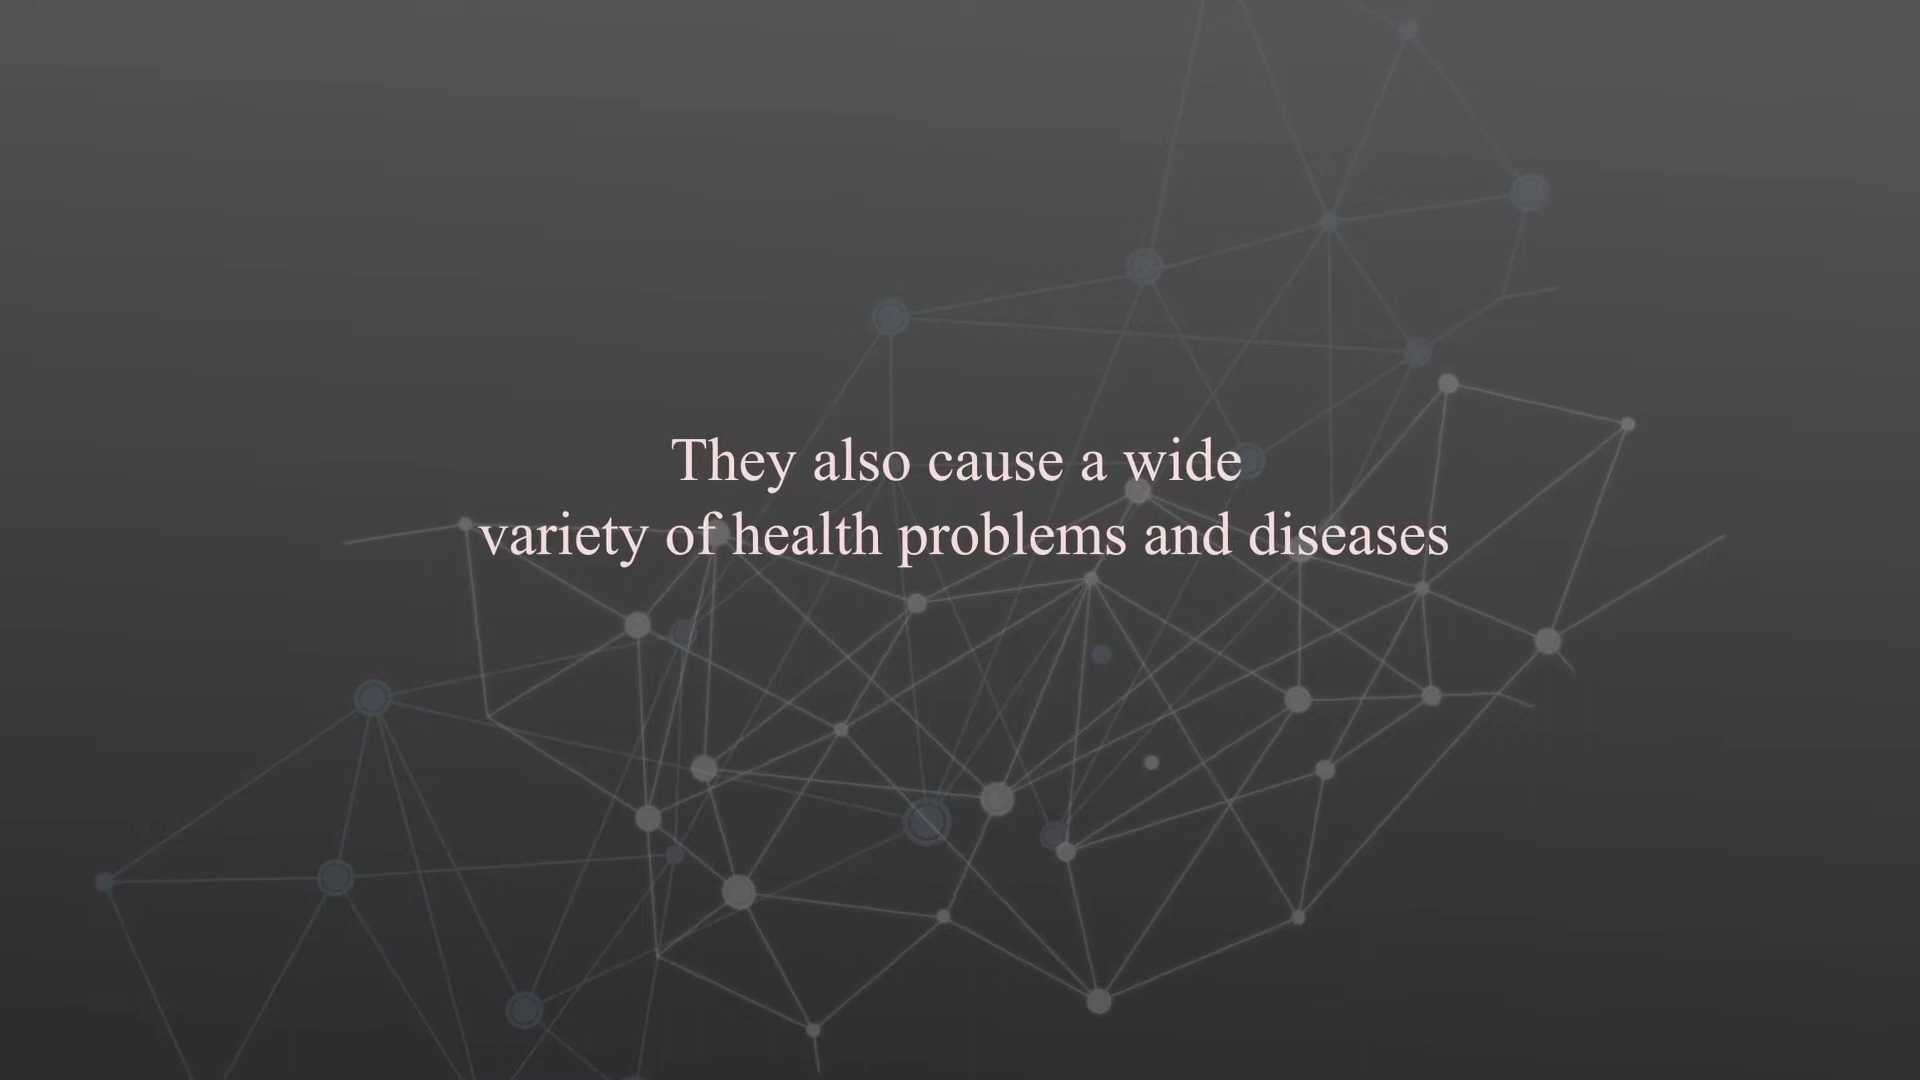 They also cause a wide
variety of health problems and diseases